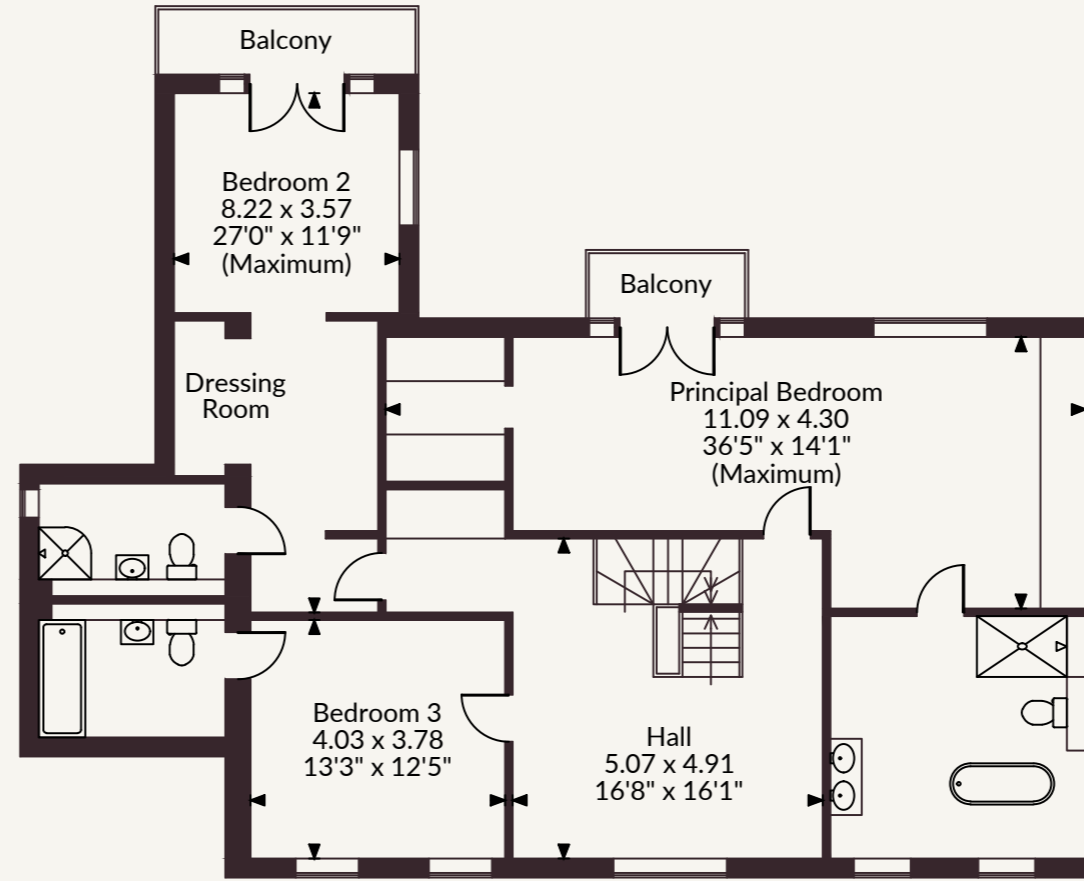 Balcony
Bedroom 2
8.22 x 3.57
27'0" x 11'9"
(Maximum)
Balcony
Dressing
Room
Principal Bedroom
11.09 x 4.30
36'5" x 14'1"
(Maximum)
Bedroom 3
4.03 x 3.78
13'3" x 12'5"
Hall
5.07 x 4.91
16'8" x 16'1"